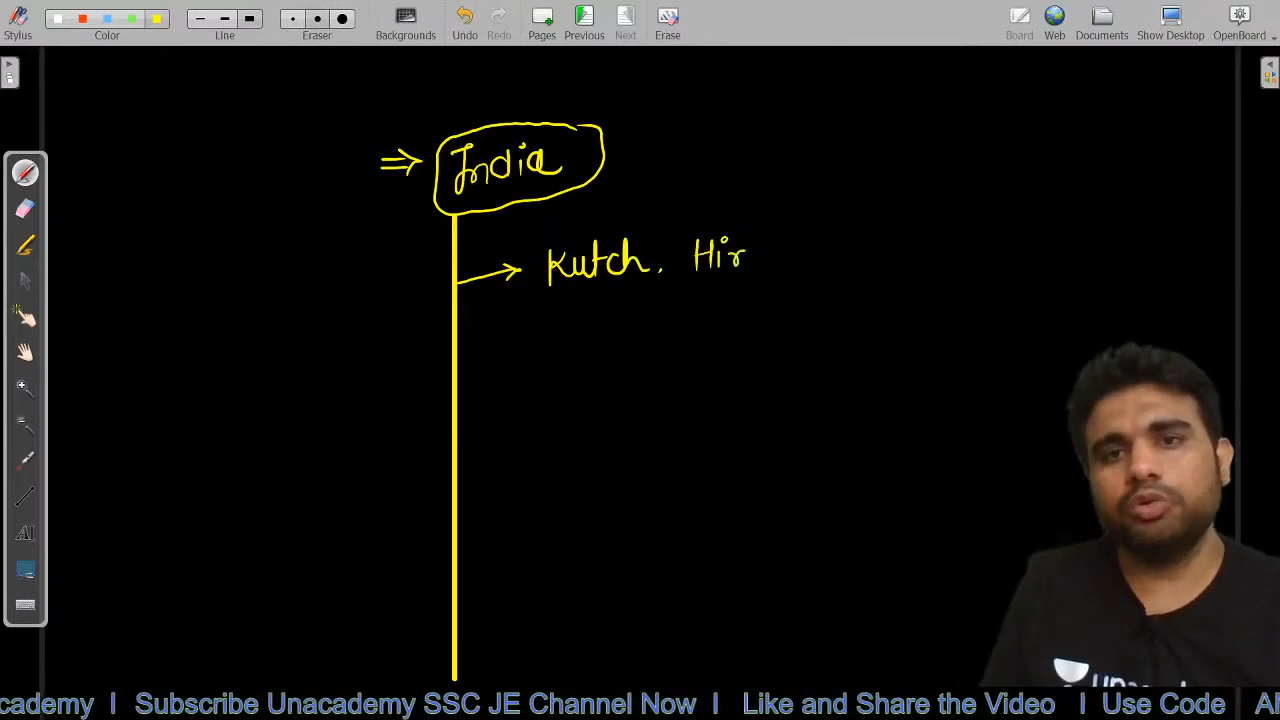 Stylus Color Line Eraser Backgrounds Undo Redo Pages Previous Next Erase Board Web Documents Show Desktop OpenBoard
⇒ India
→ Kutch. Hir
cademy I Subscribe Unacademy SSC JE Channel Now I Like and Share the Video I Use Code